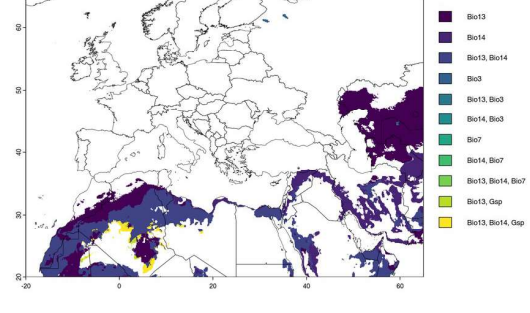 Bio13
60
Bio14
Bio13, Bio14
Bio3
50
Bio13, Bio3
Bio14, Bio3
Bio7
40
Bio14, Bio7
Bio13, Bio14, Bio7
Bio13, Gsp
30
Bio13, Bio14, Gsp
20
-20
0
20
40
60